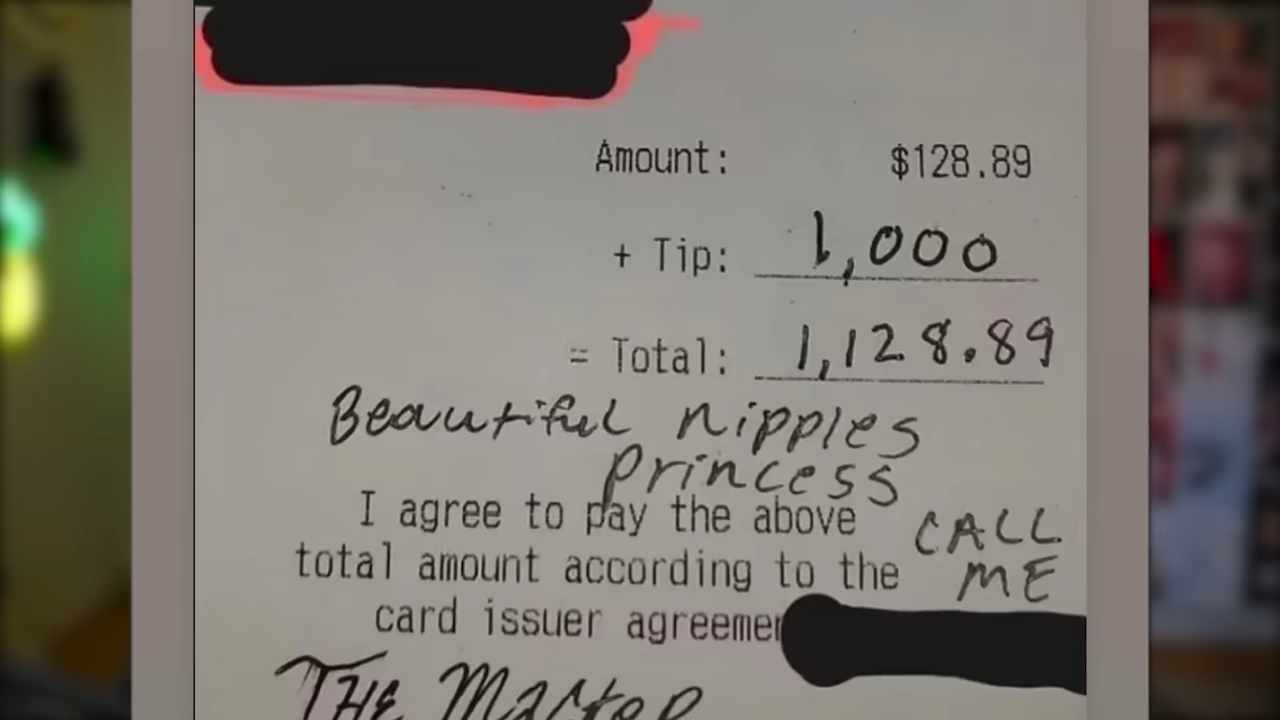 Amount: $128.89
+ Tip: 1,000
= Total: 1,128.89
Beautiful nipples
princess
I agree to pay the above
CALL
total amount according to the
ME
card issuer agreemen
THE Master